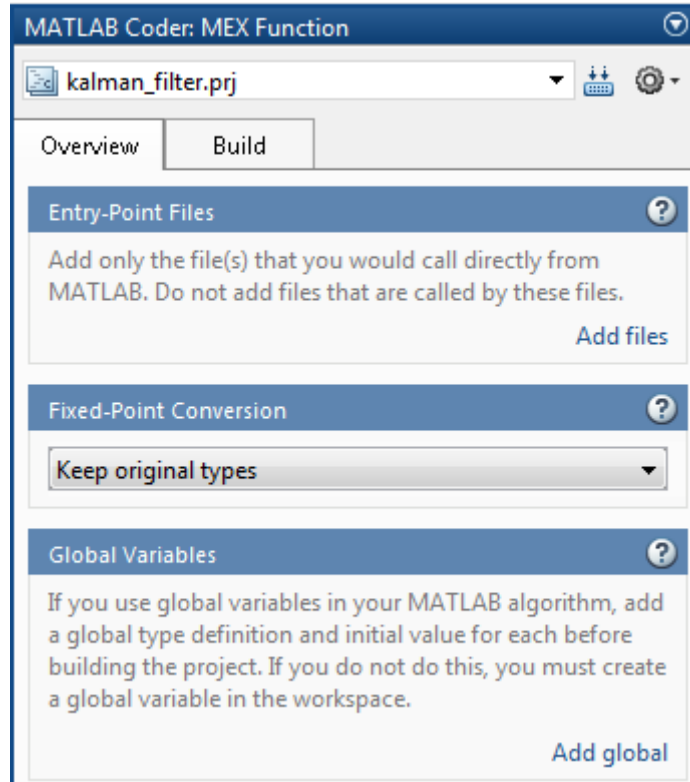 MATLAB Coder: MEX Function
kalman_filter.prj
Overview Build
Entry-Point Files
Add only the file(s) that you would call directly from
MATLAB. Do not add files that are called by these files.
Add files
Fixed-Point Conversion
Keep original types
Global Variables
If you use global variables in your MATLAB algorithm, add
a global type definition and initial value for each before
building the project. If you do not do this, you must create
a global variable in the workspace.
Add global